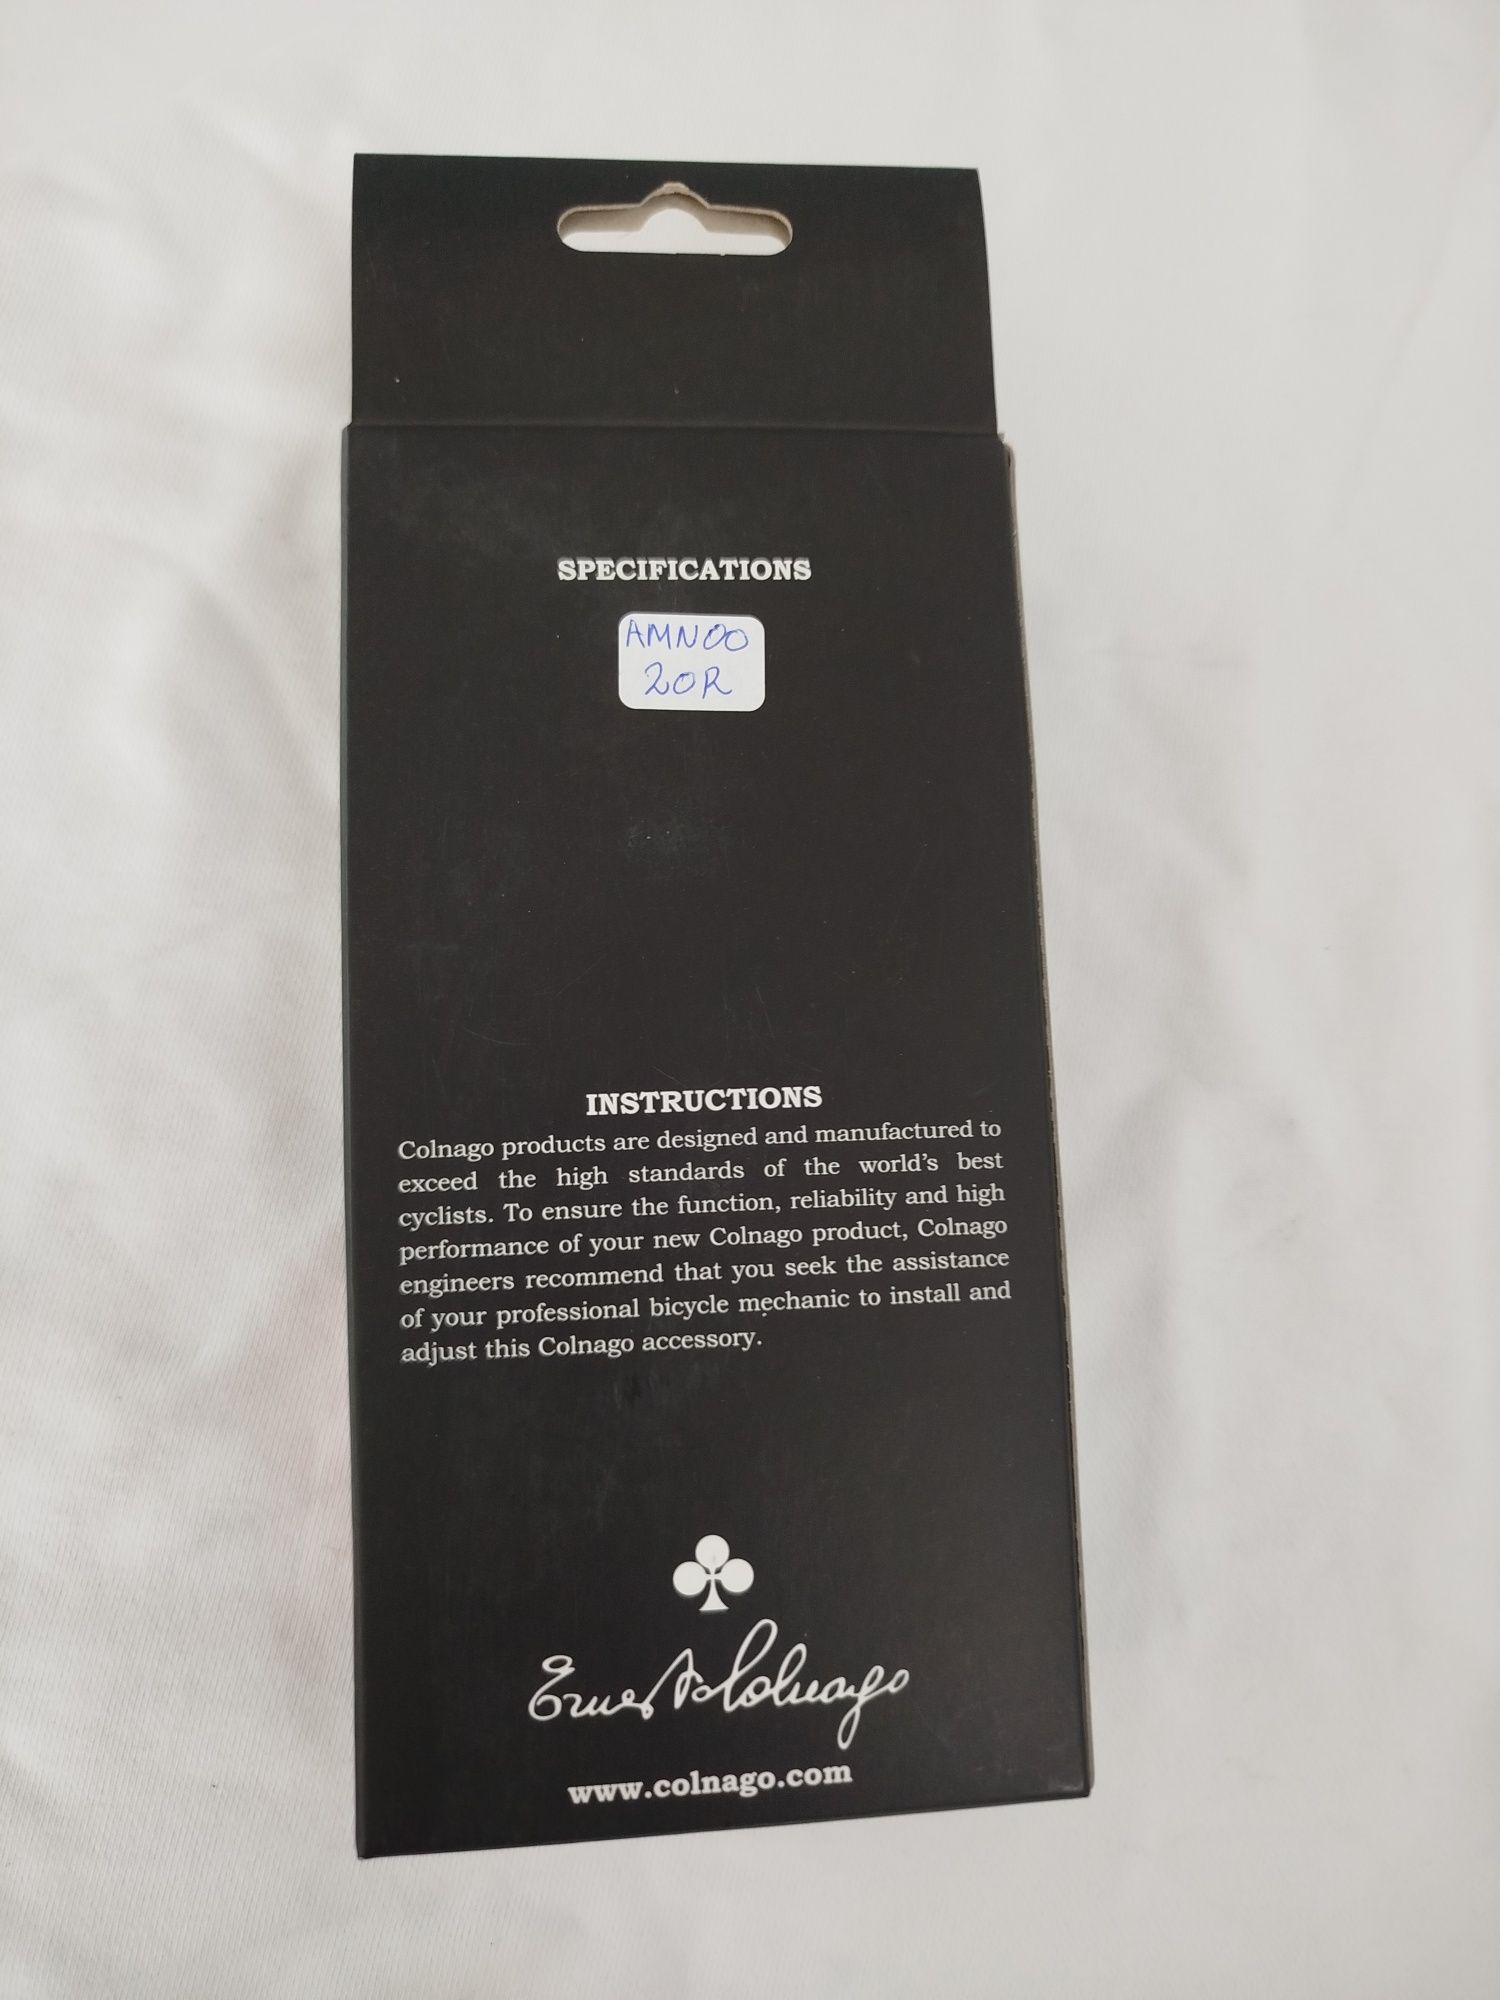 SPECIFICATIONS
AMN00
20R
INSTRUCTIONS
Colnago products are designed and manufactured to
exceed the high standards of the world's best
cyclists. To ensure the function, reliability and high
performance of your new Colnago product, Colnago
engineers recommend that you seek the assistance
of your professional bicycle mechanic to install and
adjust this Colnago accessory.
Ernesto Colnago
www.colnago.com